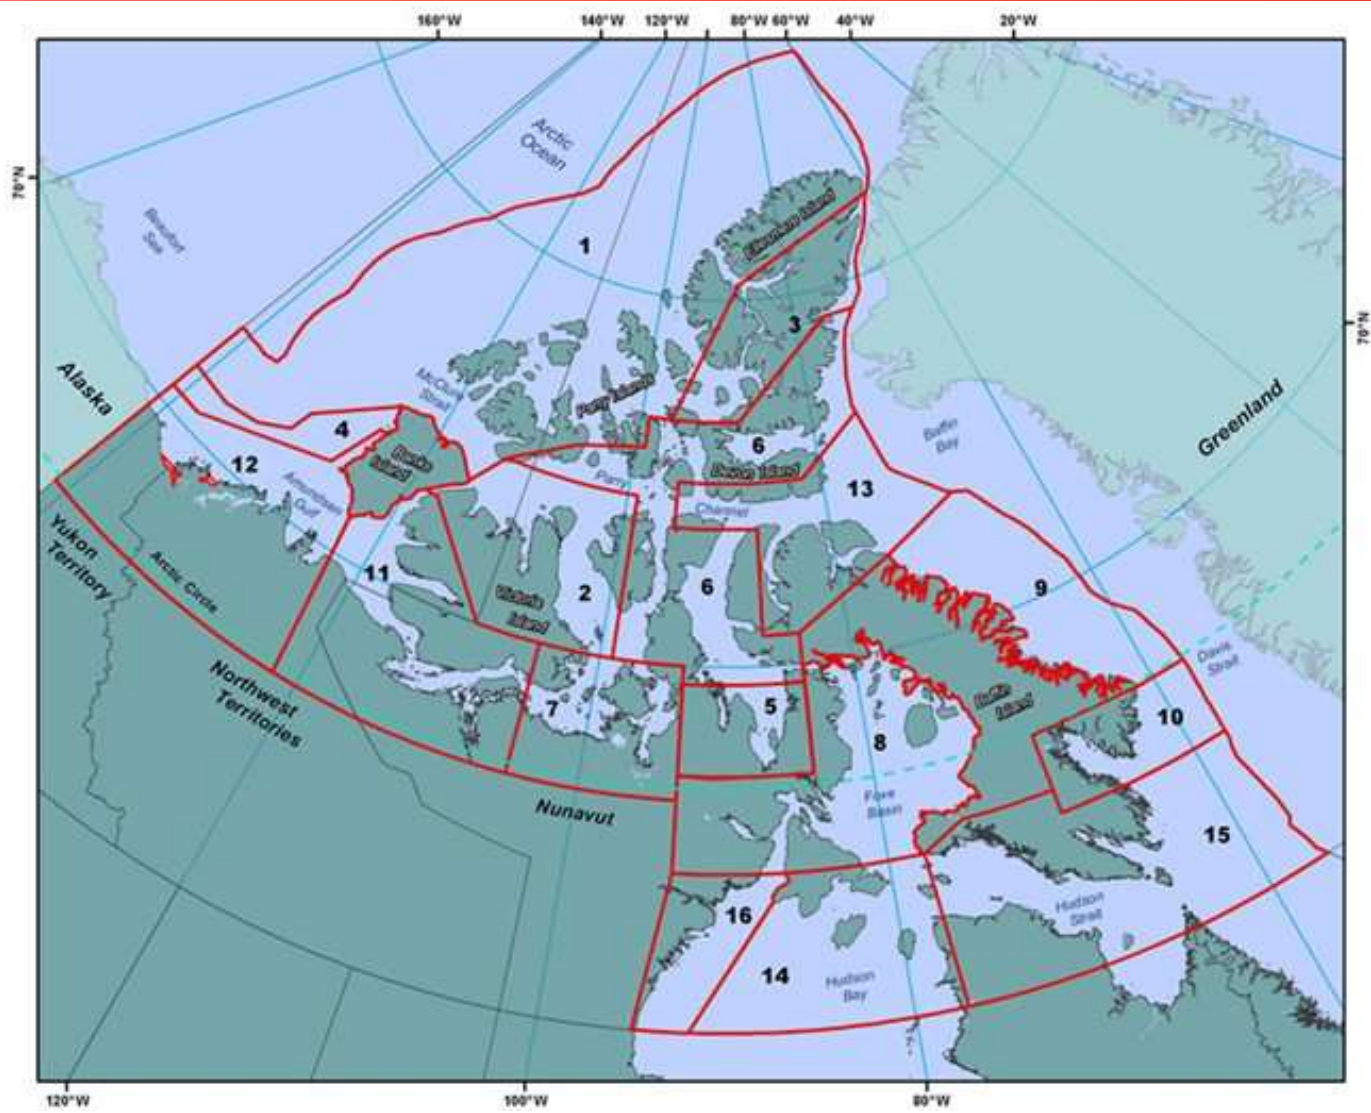 160°W 140°W 120°W 80°W 60°W 40°W 20°W
70°N
Arctic
Ocean
Beaufort
Sea
1
Ellesmere Island
3
70°N
Alaska
McClure
Strait
Parry Islands
Greenland
4
6
Baffin
Bay
12
Banks
Island
Devon Island
Parry
13
Amundsen
Gulf
Channel
Yukon
Territory
Arctic Circle
11
2
6
9
Victoria
Island
Davis
Strait
Northwest
Territories
7
5
8
Baffin
Island
10
Foxe
Basin
Nunavut
15
16
Hudson
Strait
14
Hudson
Bay
120°W 100°W 80°W